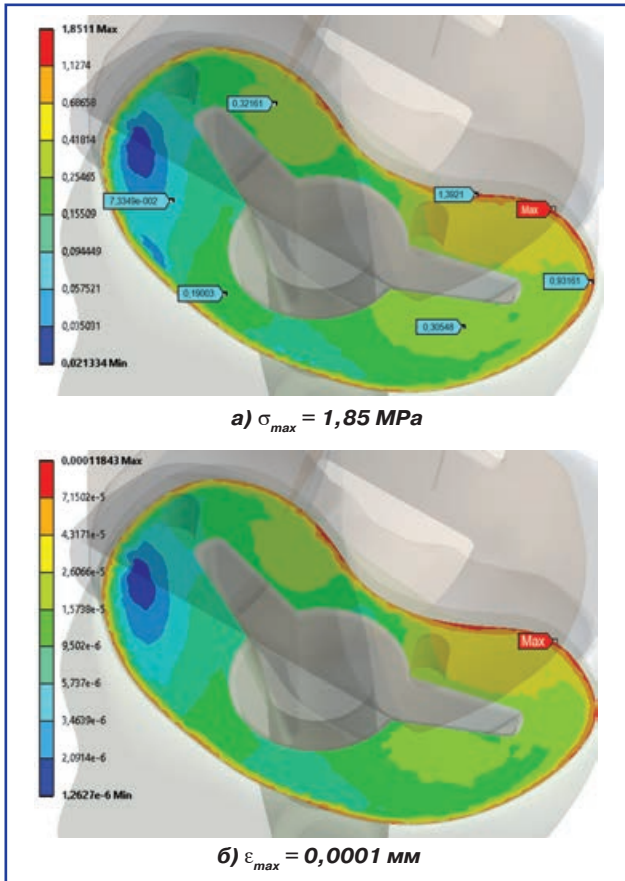 1,8511 Max
1,1274
0,68658
0,41814
0,25465
0,15509
0,094449
0,057521
0,035031
0,021334 Min
0,32161
7,3349e-002
1,3921
Max
0,93161
0,19003
0,30548
а) σmax = 1,85 MPa
0,00011843 Max
7,1502e-5
4,3171e-5
2,6066e-5
1,5738e-5
9,502e-6
5,737e-6
3,4639e-6
2,0914e-6
1,2627e-6 Min
Max
б) εmax = 0,0001 мм